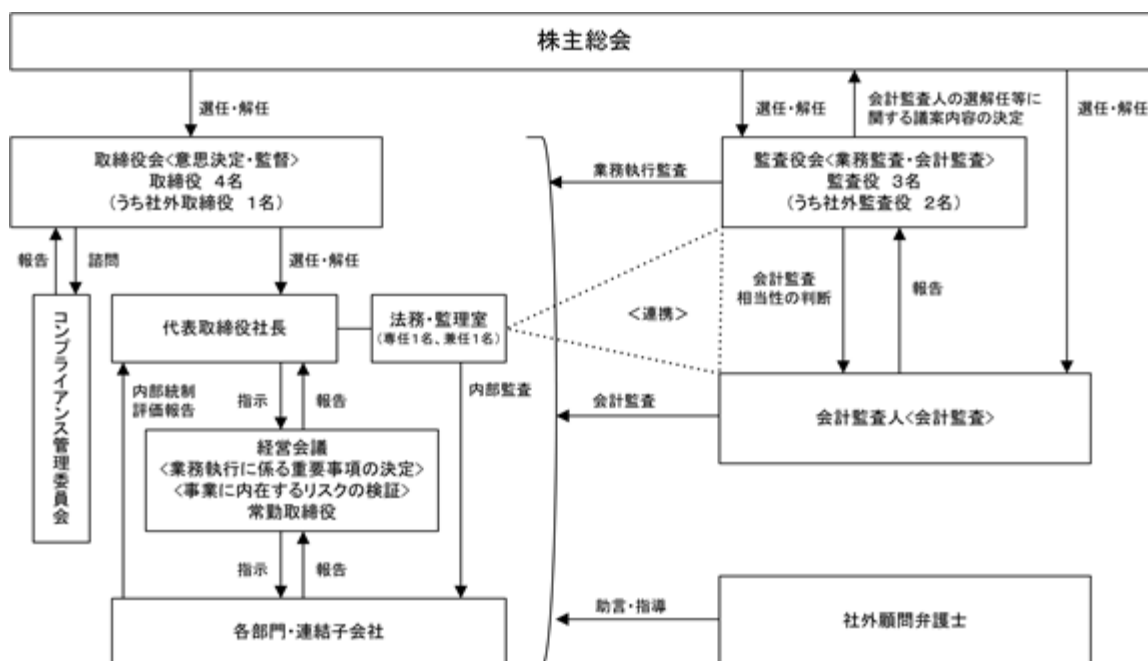 株主総会
選任・解任
選任・解任
会計監査人の選解任等に
関する議案内容の決定
選任・解任
取締役会<意思決定・監督>
取締役 4名
(うち社外取締役 1名)
業務執行監査
監査役会<業務監査・会計監査>
監査役 3名
(うち社外監査役 2名)
報告
諮問
選任・解任
会計監査
相当性の判断
報告
コンプライアンス管理委員会
代表取締役社長
法務・監理室
(専任1名、兼任1名)
<連携>
内部統制
評価報告
指示
報告
内部監査
会計監査
会計監査人<会計監査>
経営会議
<業務執行に係る重要事項の決定>
<事業に内在するリスクの検証>
常勤取締役
指示
報告
各部門・連結子会社
助言・指導
社外顧問弁護士